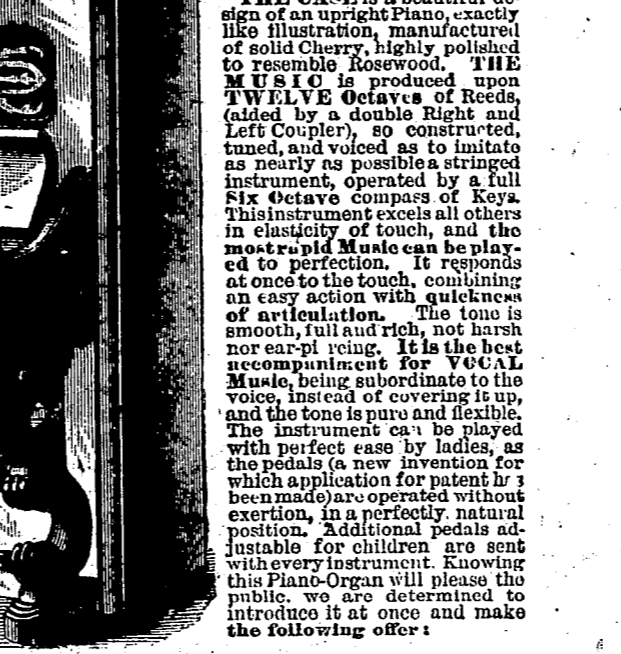 THE CASE is a beautiful de-
sign of an upright Piano, exactly
like illustration, manufactured
of solid Cherry, highly polished
to resemble Rosewood. THE
MUSIC is produced upon
TWELVE Octaves of Reeds,
(aided by a double Right and
Left Coupler), so constructed,
tuned, and voiced as to imitate
as nearly as possible a stringed
instrument, operated by a full
Six Octave compass of Keys.
This instrument excels all others
in elasticity of touch, and the
most rapid Music can be play-
ed to perfection. It responds
at once to the touch, combining
an easy action with quickness
of articulation. The tone is
smooth, full and rich, not harsh
nor ear-pi rcing. It is the best
accompaniment for VOCAL
Music, being subordinate to the
voice, instead of covering it up,
and the tone is pure and flexible.
The instrument can be played
with perfect ease by ladies, as
the pedals (a new invention for
which application for patent has
been made) are operated without
exertion, in a perfectly natural
position. Additional pedals ad-
justable for children are sent
with every instrument. Knowing
this Piano-Organ will please the
public, we are determined to
introduce it at once and make
the following offer: